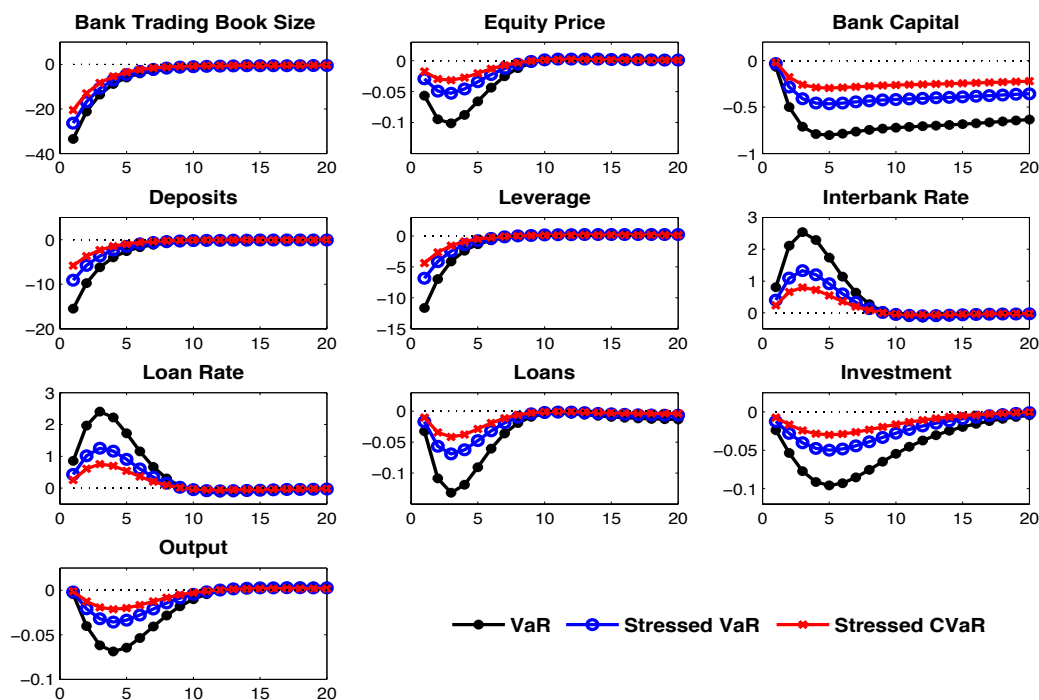 Bank Trading Book Size
0
−20
−40
0 5 10 15 20
Equity Price
0
−0.05
−0.1
0 5 10 15 20
Bank Capital
0
−0.5
−1
0 5 10 15 20
Deposits
5
0
−10
−20
0 5 10 15 20
Leverage
0
−5
−10
−15
0 5 10 15 20
Interbank Rate
3
2
1
0
0 5 10 15 20
Loan Rate
3
2
1
0
0 5 10 15 20
Loans
0
−0.05
−0.1
0 5 10 15 20
Investment
0
−0.05
−0.1
0 5 10 15 20
Output
0
−0.05
−0.1
0 5 10 15 20
VaR Stressed VaR Stressed CVaR